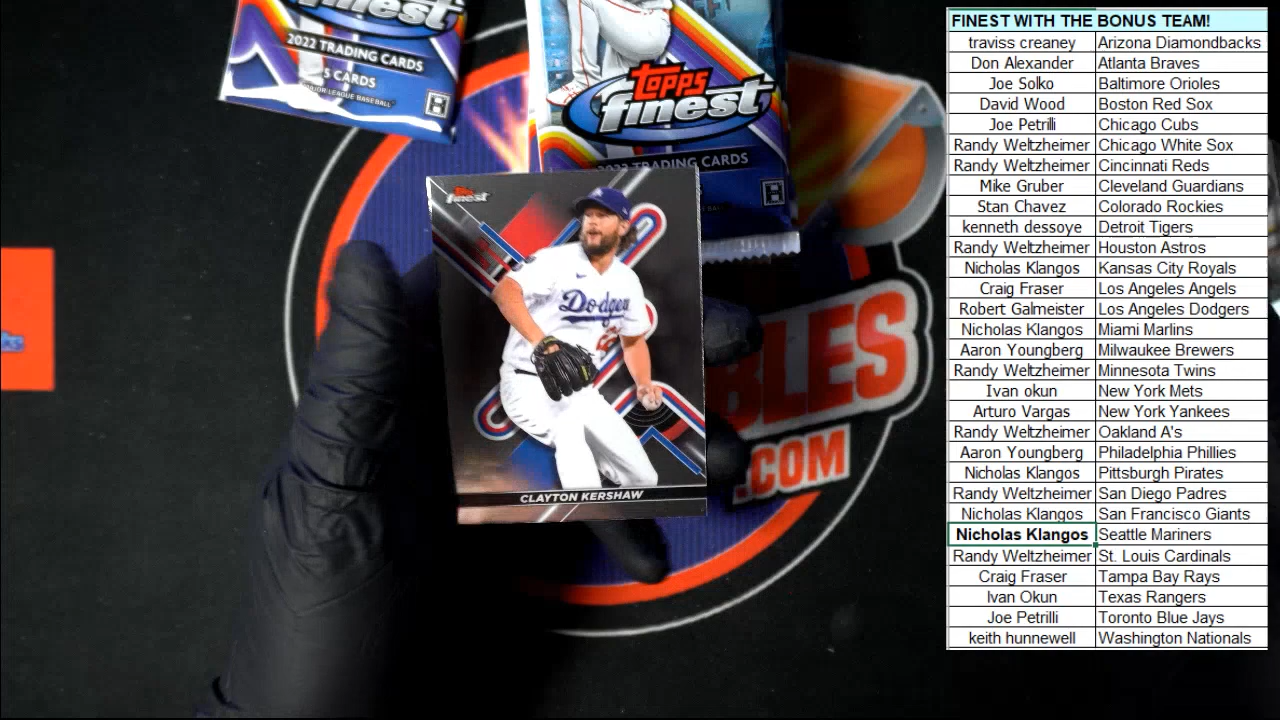 finest
2022 TRADING CARDS
5 CARDS
MAJOR LEAGUE BASEBALL
TOPPS
finest
2022 TRADING CARDS
Topps
finest
Dodgers
CLAYTON KERSHAW
BLES
.COM
FINEST WITH THE BONUS TEAM!
traviss creaney Arizona Diamondbacks
Don Alexander Atlanta Braves
Joe Solko Baltimore Orioles
David Wood Boston Red Sox
Joe Petrilli Chicago Cubs
Randy Weltzheimer Chicago White Sox
Randy Weltzheimer Cincinnati Reds
Mike Gruber Cleveland Guardians
Stan Chavez Colorado Rockies
kenneth dessoye Detroit Tigers
Randy Weltzheimer Houston Astros
Nicholas Klangos Kansas City Royals
Craig Fraser Los Angeles Angels
Robert Galmeister Los Angeles Dodgers
Nicholas Klangos Miami Marlins
Aaron Youngberg Milwaukee Brewers
Randy Weltzheimer Minnesota Twins
Ivan okun New York Mets
Arturo Vargas New York Yankees
Randy Weltzheimer Oakland A's
Aaron Youngberg Philadelphia Phillies
Nicholas Klangos Pittsburgh Pirates
Randy Weltzheimer San Diego Padres
Nicholas Klangos San Francisco Giants
Nicholas Klangos Seattle Mariners
Randy Weltzheimer St. Louis Cardinals
Craig Fraser Tampa Bay Rays
Ivan Okun Texas Rangers
Joe Petrilli Toronto Blue Jays
keith hunnewell Washington Nationals